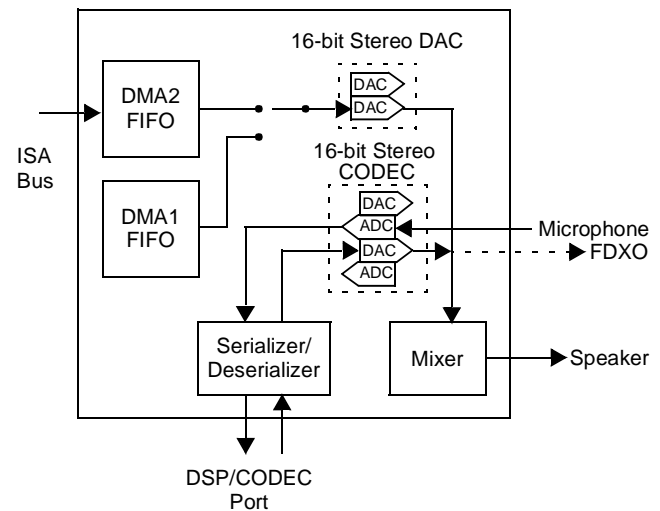 16-bit Stereo DAC
DMA2
FIFO
DAC
DAC
ISA
Bus
16-bit Stereo
CODEC
DMA1
FIFO
DAC
ADC
DAC
ADC
Microphone
FDXO
Serializer/
Deserializer
Mixer
Speaker
DSP/CODEC
Port